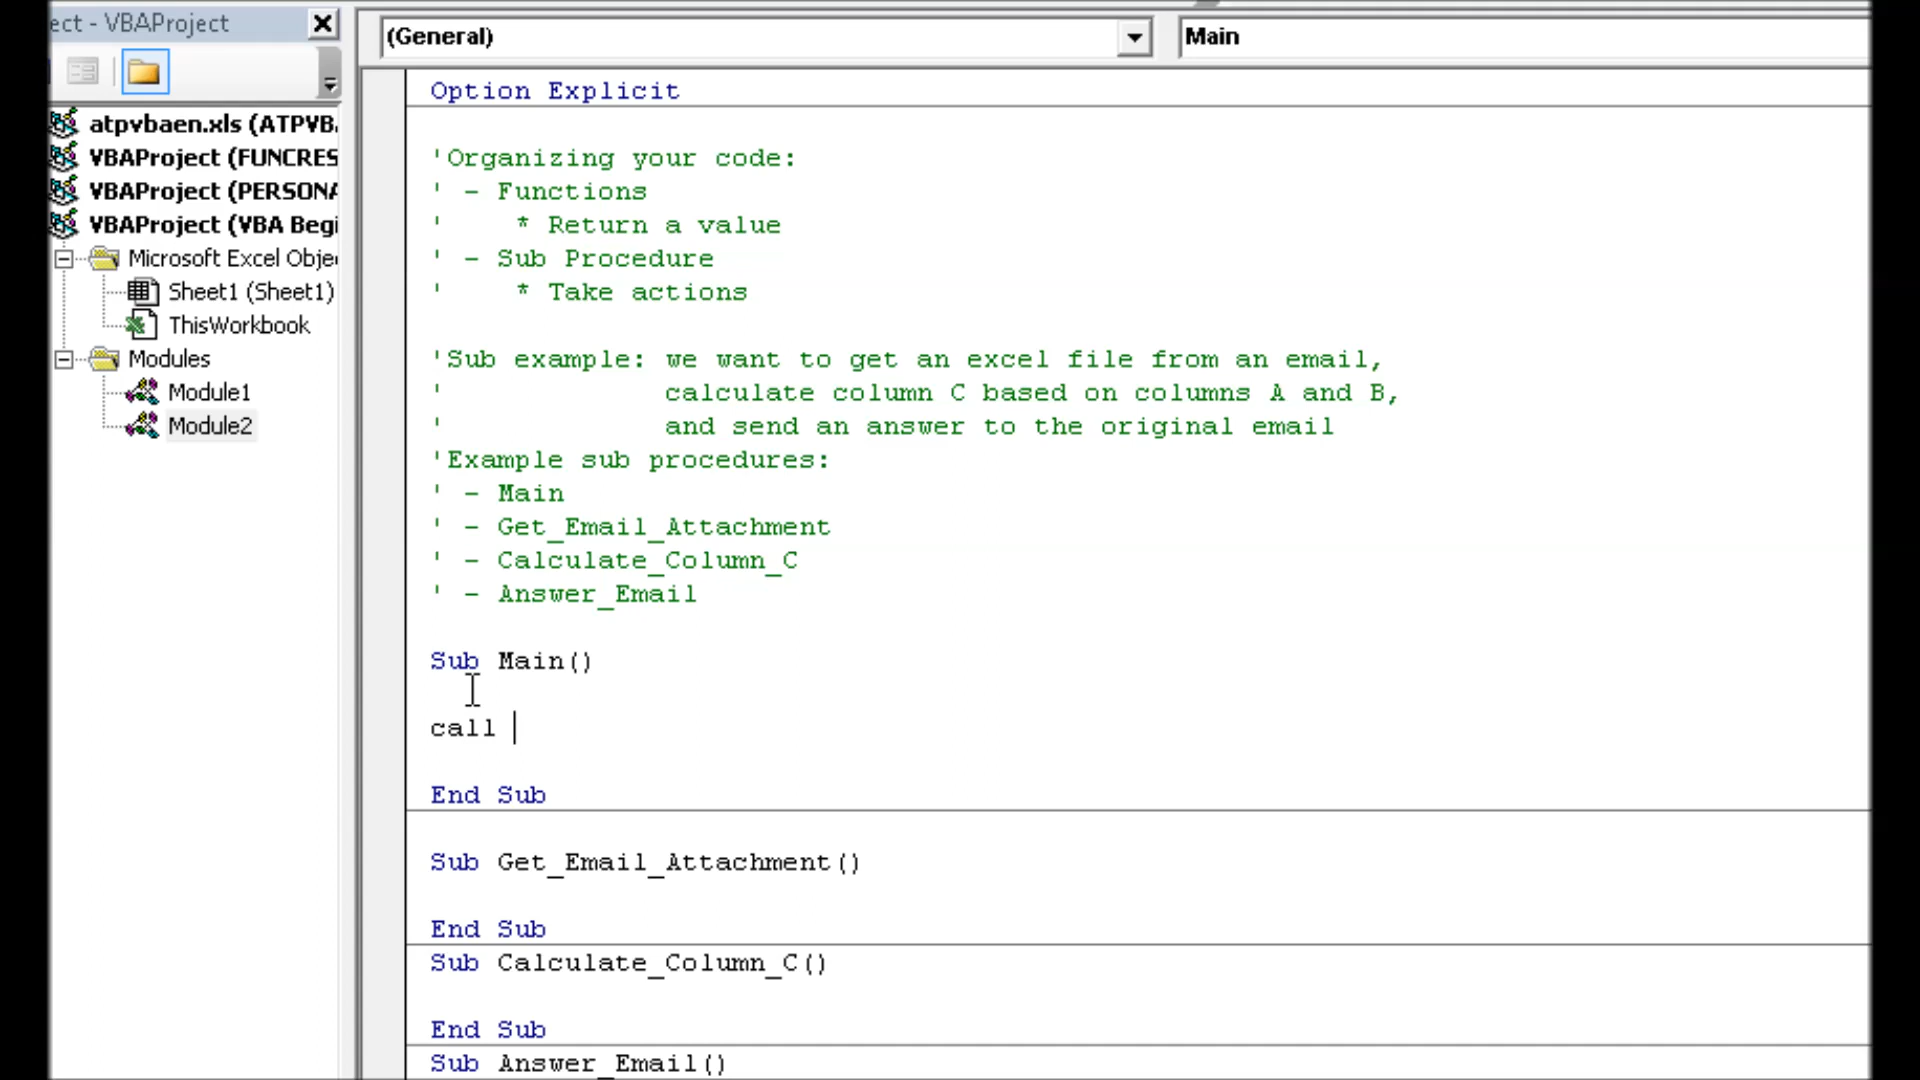 ect - VBAProject
(General)
Main
atpvbaen.xls (ATPVB
VBAProject (FUNCRES
VBAProject (PERSONA
VBAProject (VBA Begi
Microsoft Excel Obje
Sheet1 (Sheet1)
ThisWorkbook
Modules
Module1
Module2
Option Explicit
'Organizing your code:
' - Functions
' * Return a value
' - Sub Procedure
' * Take actions
'Sub example: we want to get an excel file from an email,
' calculate column C based on columns A and B,
' and send an answer to the original email
'Example sub procedures:
' - Main
' - Get_Email_Attachment
' - Calculate_Column_C
' - Answer_Email
Sub Main()
call
End Sub
Sub Get_Email_Attachment()
End Sub
Sub Calculate_Column_C()
End Sub
Sub Answer_Email()